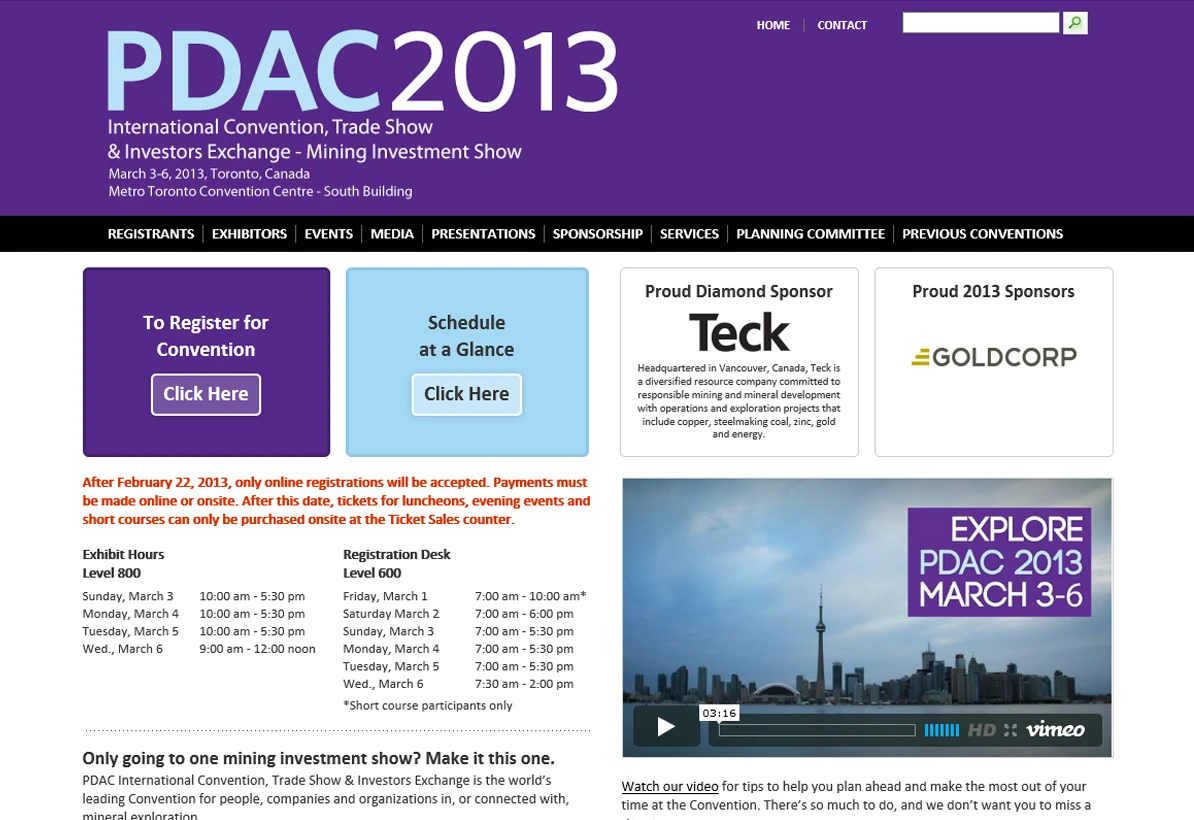 HOME
CONTACT
PDAC2013
International Convention, Trade Show
& Investors Exchange - Mining Investment Show
March 3-6, 2013, Toronto, Canada
Metro Toronto Convention Centre - South Building
REGISTRANTS
EXHIBITORS
EVENTS
MEDIA
PRESENTATIONS
SPONSORSHIP
SERVICES
PLANNING COMMITTEE
PREVIOUS CONVENTIONS
To Register for
Convention
Click Here
Schedule
at a Glance
Click Here
Proud Diamond Sponsor
Teck
Headquartered in Vancouver, Canada, Teck is
a diversified resource company committed to
responsible mining and mineral development
with operations and exploration projects that
include copper, steelmaking coal, zinc, gold
and energy.
Proud 2013 Sponsors
GOLDCORP
After February 22, 2013, only online registrations will be accepted. Payments must
be made online or onsite. After this date, tickets for luncheons, evening events and
short courses can only be purchased onsite at the Ticket Sales counter.
Exhibit Hours
Level 800
Sunday, March 3 10:00 am - 5:30 pm
Monday, March 4 10:00 am - 5:30 pm
Tuesday, March 5 10:00 am - 5:30 pm
Wed., March 6 9:00 am - 12:00 noon
Registration Desk
Level 600
Friday, March 1 7:00 am - 10:00 am*
Saturday March 2 7:00 am - 6:00 pm
Sunday, March 3 7:00 am - 5:30 pm
Monday, March 4 7:00 am - 5:30 pm
Tuesday, March 5 7:00 am - 5:30 pm
Wed., March 6 7:30 am - 2:00 pm
*Short course participants only
EXPLORE
PDAC 2013
MARCH 3-6
03:16
HD
vimeo
Only going to one mining investment show? Make it this one.
PDAC International Convention, Trade Show & Investors Exchange is the world's
leading Convention for people, companies and organizations in, or connected with,
mineral exploration.
Watch our video for tips to help you plan ahead and make the most out of your
time at the Convention. There's so much to do, and we don't want you to miss a